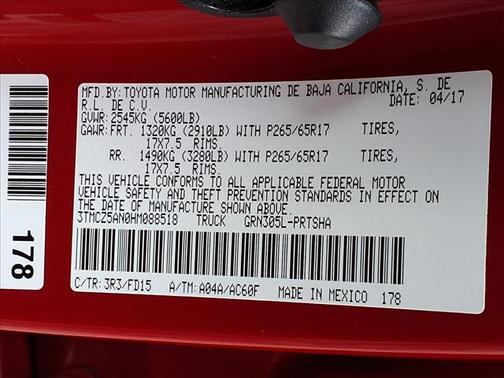 MFD.BY:TOYOTA MOTOR MANUFACTURING DE BAJA CALIFORNIA, S. DE
R.L. DE C.V. DATE: 04/17
GVWR:2545KG (5600LB)
GAWR:FRT. 1320KG (2910LB) WITH P265/65R17 TIRES,
17X7.5 RIMS.
RR. 1490KG (3280LB) WITH P265/65R17 TIRES,
17X7.5 RIMS.
THIS VEHICLE CONFORMS TO ALL APPLICABLE FEDERAL MOTOR
VEHICLE SAFETY AND THEFT PREVENTION STANDARDS IN EFFECT ON
THE DATE OF MANUFACTURE SHOWN ABOVE.
3TMCZ5AN0HM088518 TRUCK GRN305L-PRTSHA
C/TR:3R3/FD15 A/TM:A04A/AC60F MADE IN MEXICO 178
178